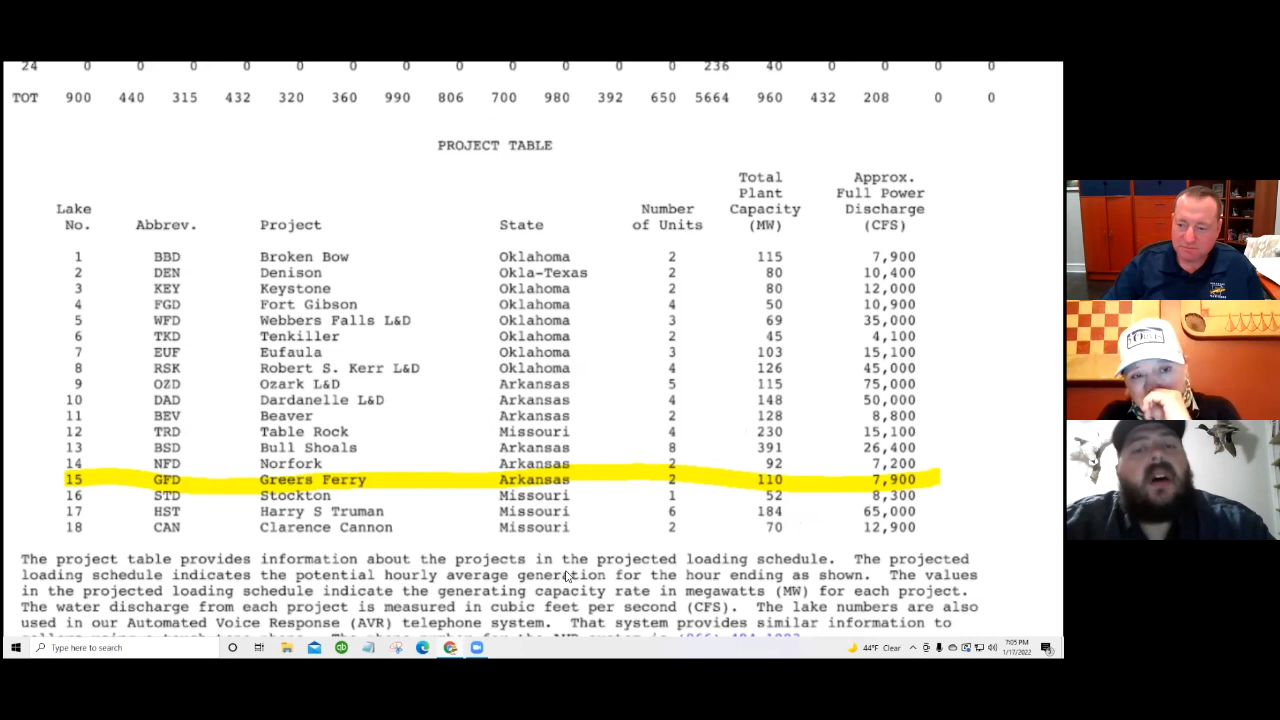 24 0 0 0 0 0 0 0 0 0 0 0 0 236 40 0 0 0 0
TOT 900 440 315 432 320 360 990 806 700 980 392 650 5664 960 432 208 0 0
PROJECT TABLE
Total Approx.
Plant Full Power
Lake Number Capacity Discharge
No. Abbrev. Project State of Units (MW) (CFS)
1 BBD Broken Bow Oklahoma 2 115 7,900
2 DEN Denison Okla-Texas 2 80 10,400
3 KEY Keystone Oklahoma 2 80 12,000
4 FGD Fort Gibson Oklahoma 4 50 10,900
5 WFD Webbers Falls L&D Oklahoma 3 69 35,000
6 TKD Tenkiller Oklahoma 2 45 4,100
7 EUF Eufaula Oklahoma 3 103 15,100
8 RSK Robert S. Kerr L&D Oklahoma 4 126 45,000
9 OZD Ozark L&D Arkansas 5 115 75,000
10 DAD Dardanelle L&D Arkansas 4 148 50,000
11 BEV Beaver Arkansas 2 128 8,800
12 TRD Table Rock Missouri 4 230 15,100
13 BSD Bull Shoals Arkansas 8 391 26,400
14 NFD Norfork Arkansas 2 92 7,200
15 GFD Greers Ferry Arkansas 2 110 7,900
16 STD Stockton Missouri 1 52 8,300
17 HST Harry S Truman Missouri 6 184 65,000
18 CAN Clarence Cannon Missouri 2 70 12,900
The project table provides information about the projects in the projected loading schedule. The projected
loading schedule indicates the potential hourly average generation for the hour ending as shown. The values
in the projected loading schedule indicate the generating capacity rate in megawatts (MW) for each project.
The water discharge from each project is measured in cubic feet per second (CFS). The lake numbers are also
used in our Automated Voice Response (AVR) telephone system. That system provides similar information to
Type here to search
44°F Clear
7:05 PM
1/17/2022